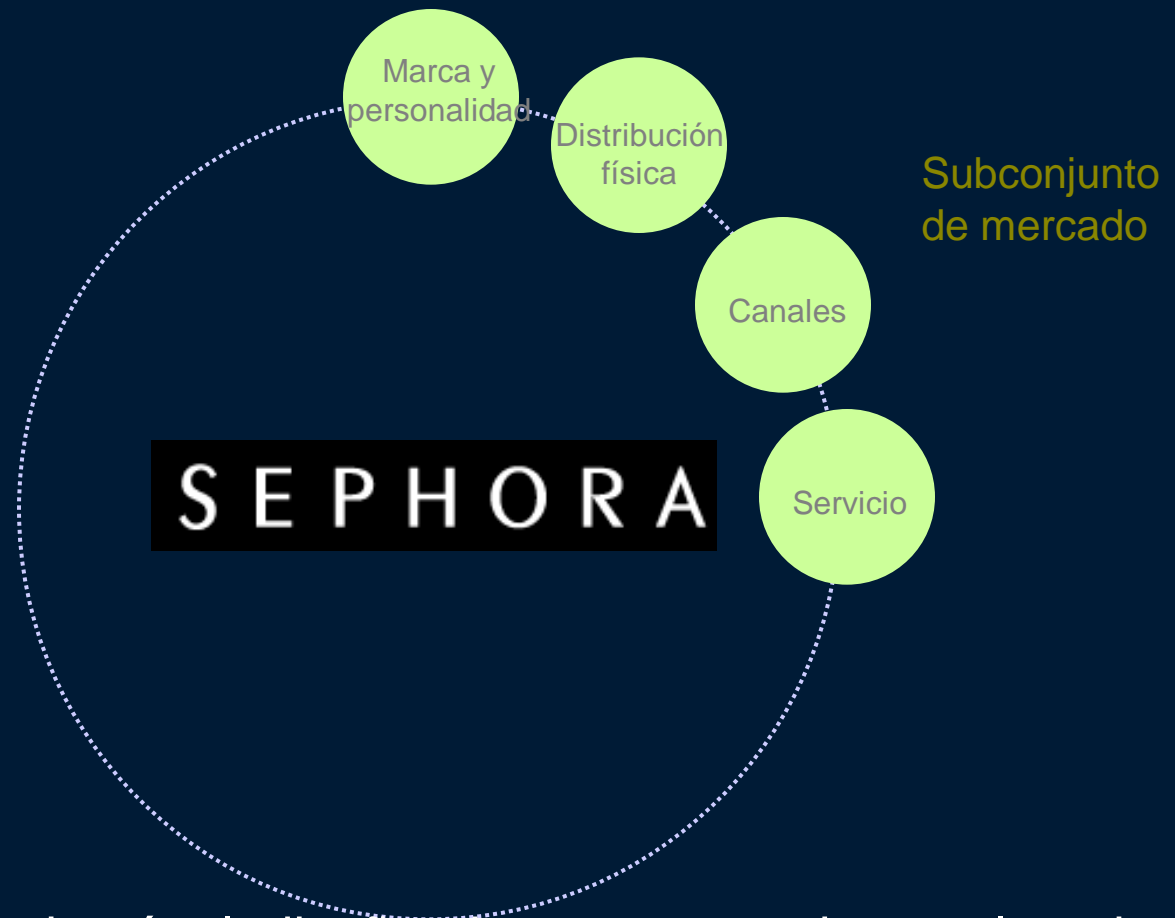 Marca y
personalidad
Distribución
física
Subconjunto
de mercado
Canales
SEPHORA
Servicio